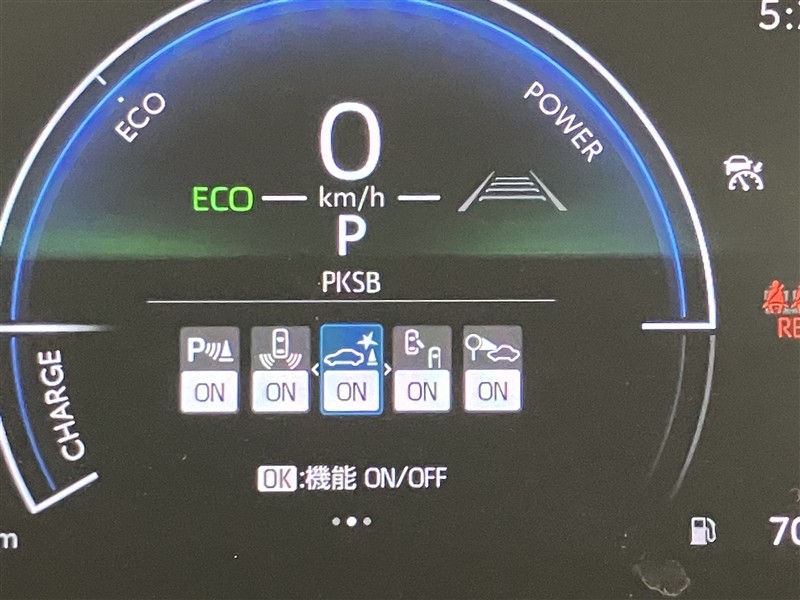 ECO
POWER
0
ECO
km/h
P
PKSB
P
ON
ON
ON
ON
ON
CHARGE
OK:機能 ON/OFF